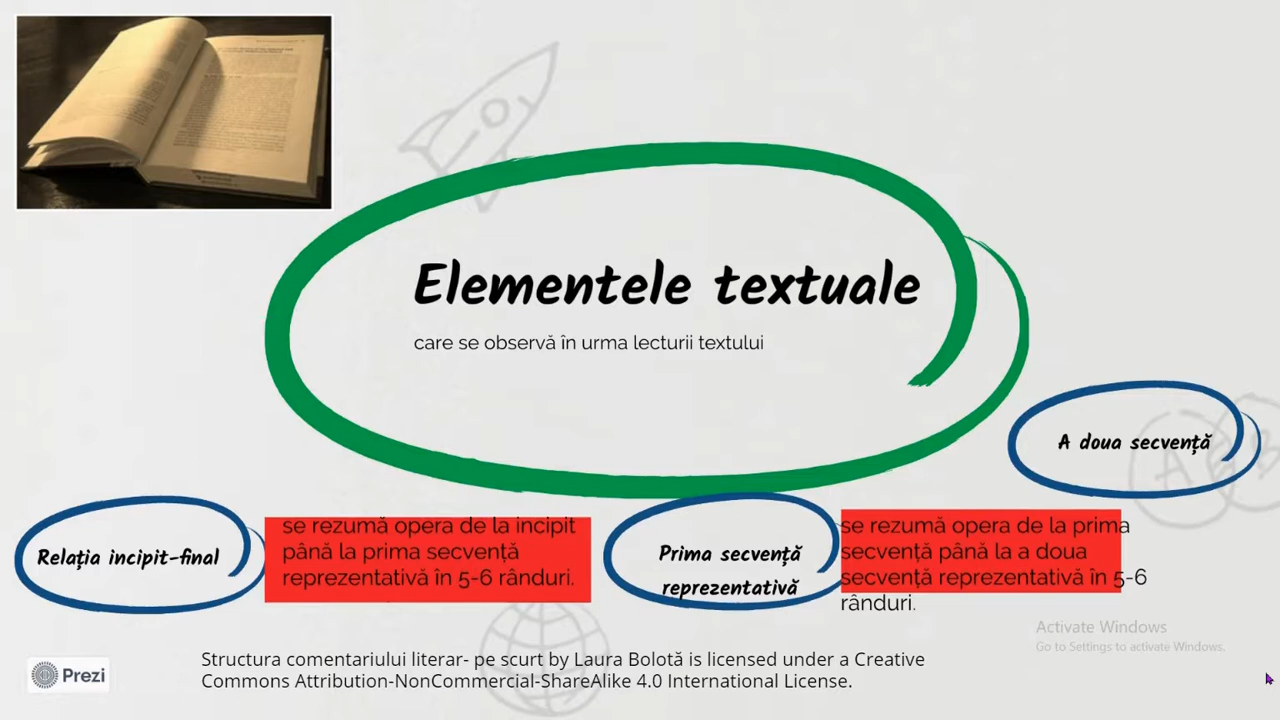 Elementele textuale
care se observă în urma lecturii textului
A doua secvență
Relația incipit-final
se rezumă opera de la incipit
până la prima secvență
reprezentativă în 5-6 rânduri.
Prima secvență
reprezentativă
se rezumă opera de la prima
secvență până la a doua
secvență reprezentativă în 5-6
rânduri.
Activate Windows
Go to Settings to activate Windows.
Prezi
Structura comentariului literar- pe scurt by Laura Bolotă is licensed under a Creative
Commons Attribution-NonCommercial-ShareAlike 4.0 International License.